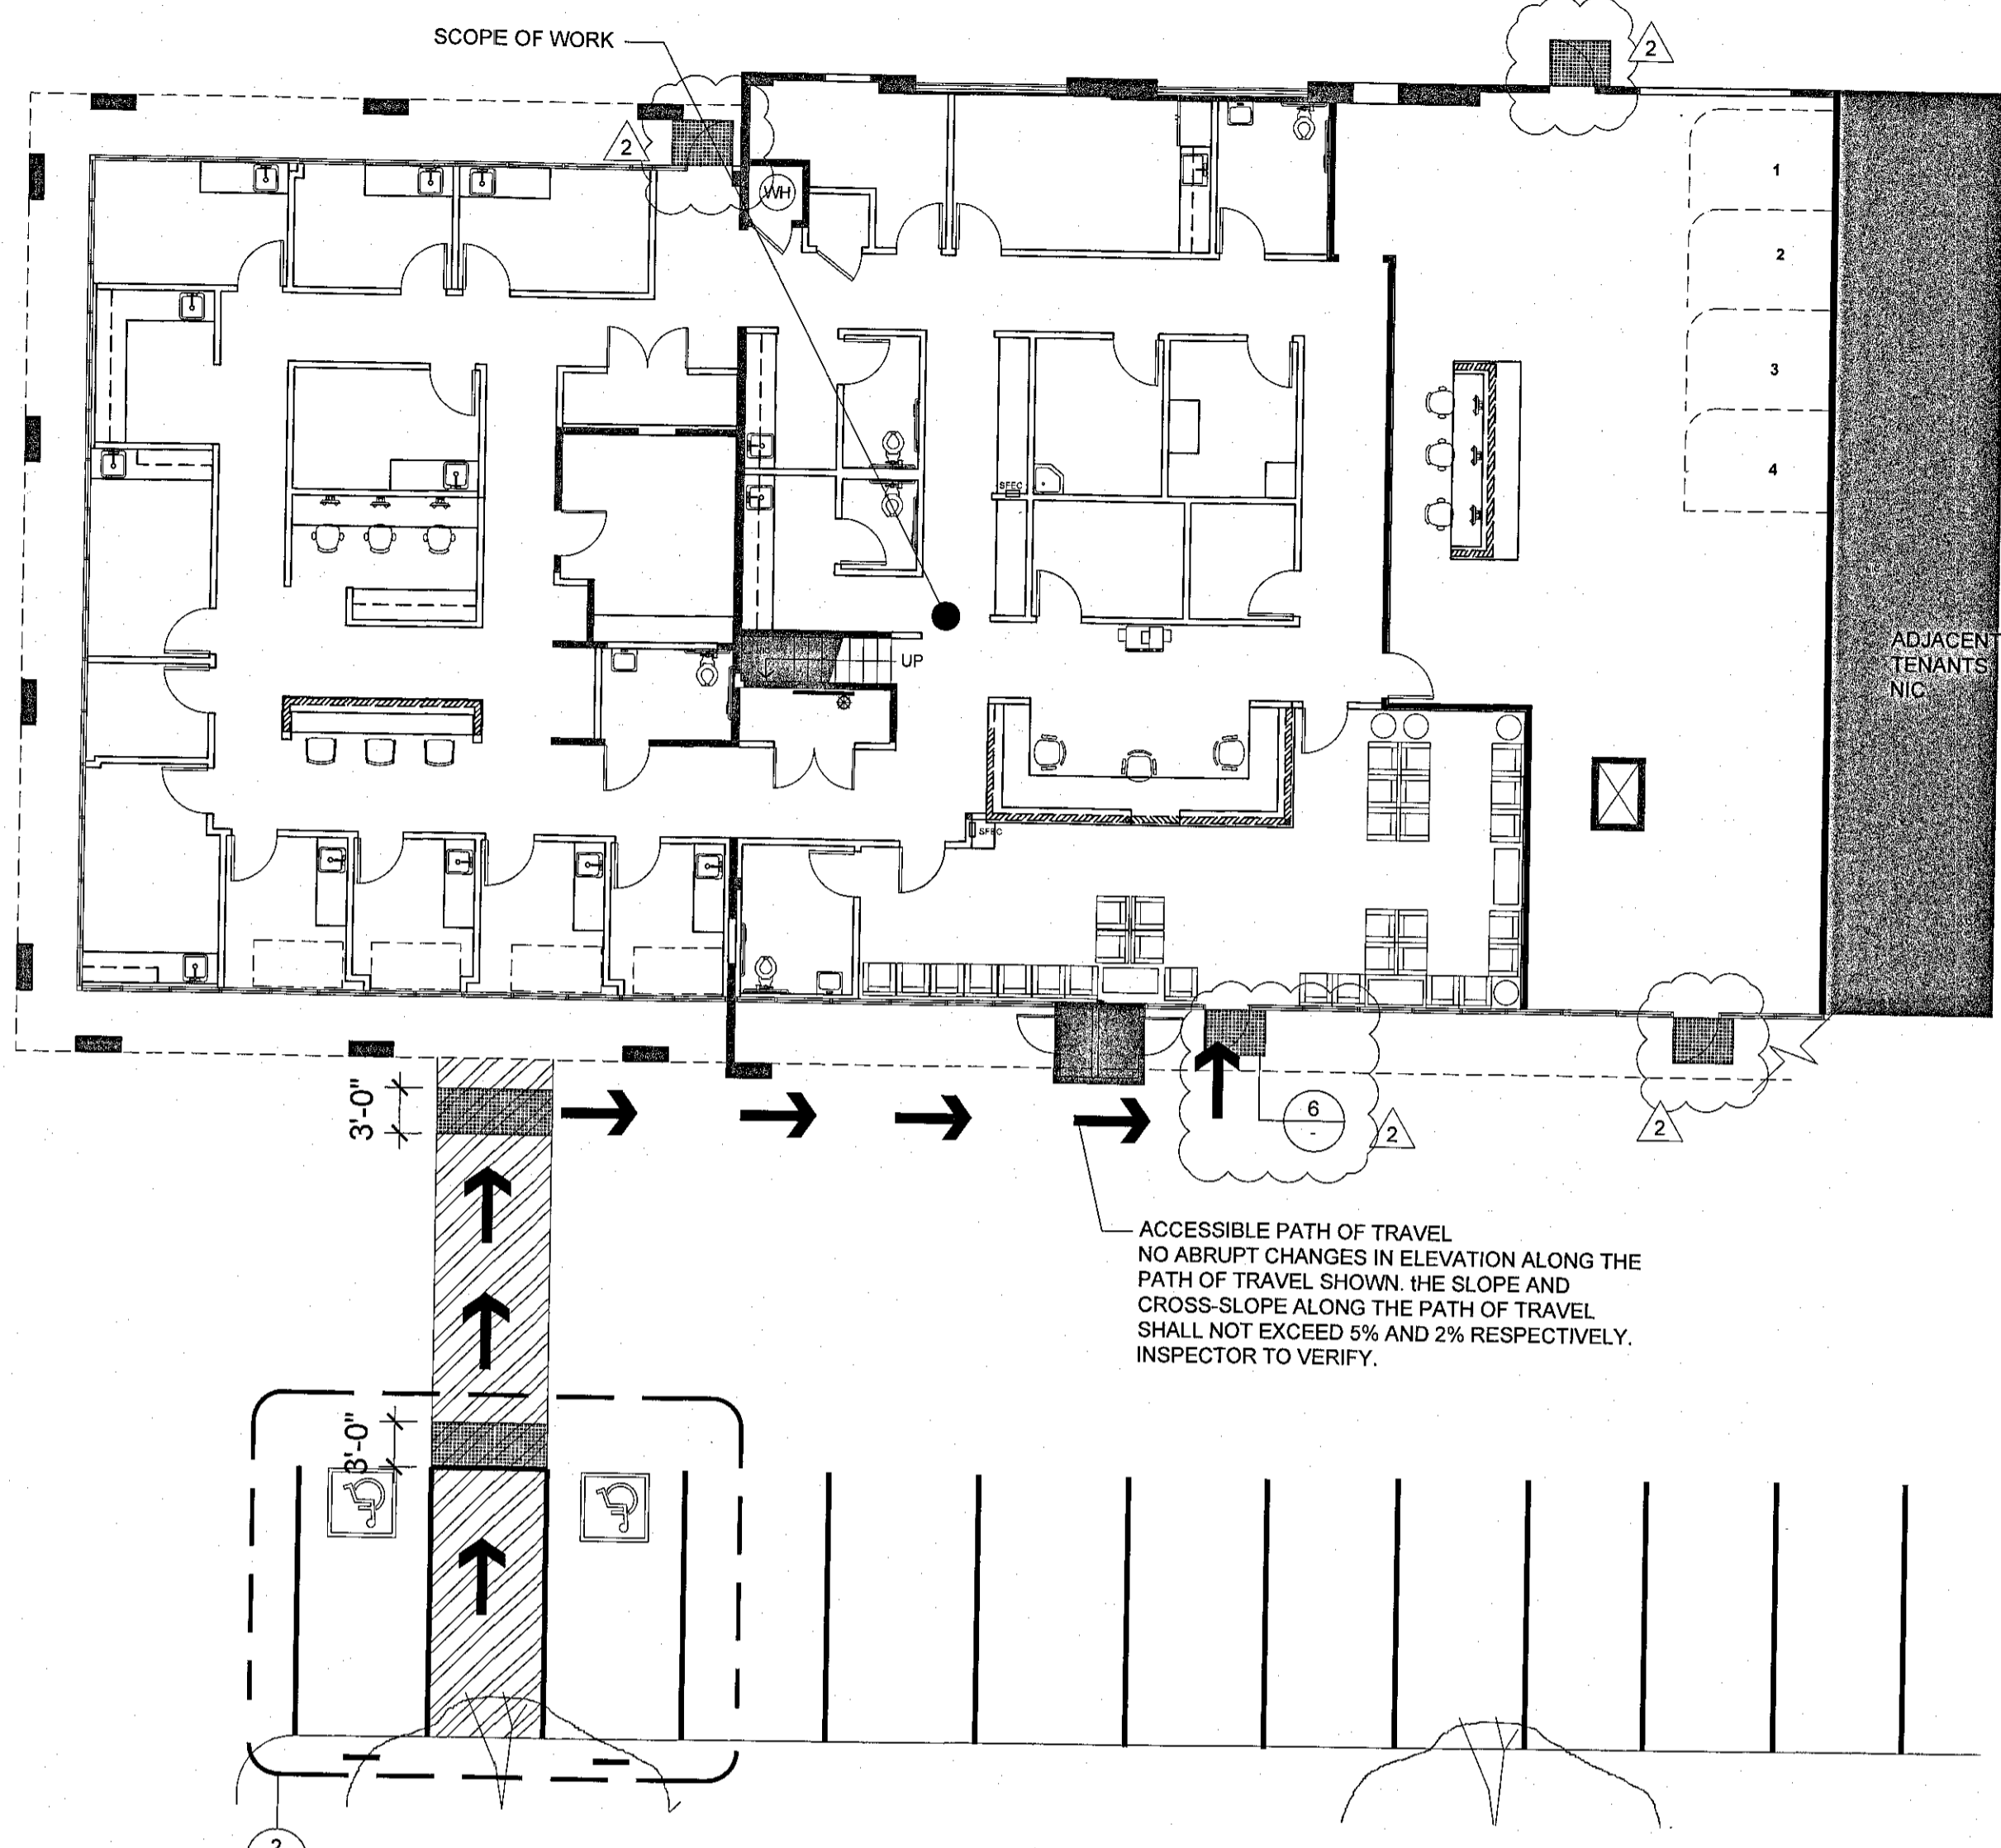 SCOPE OF WORK
2
2
WH
1
2
3
4
SFEC
UP
ADJACENT
TENANTS
NIC
SFEC
3'-0"
6
-
2
2
ACCESSIBLE PATH OF TRAVEL
NO ABRUPT CHANGES IN ELEVATION ALONG THE
PATH OF TRAVEL SHOWN. tHE SLOPE AND
CROSS-SLOPE ALONG THE PATH OF TRAVEL
SHALL NOT EXCEED 5% AND 2% RESPECTIVELY.
INSPECTOR TO VERIFY.
3'-0"
2